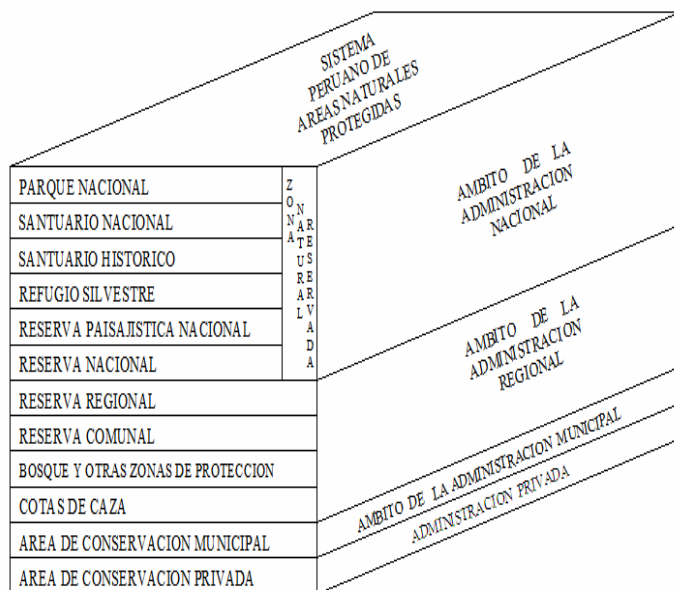 SISTEMA
PERUANO DE
AREAS NATURALES
PROTEGIDAS
PARQUE NACIONAL
SANTUARIO NACIONAL
SANTUARIO HISTORICO
REFUGIO SILVESTRE
RESERVA PAISAJISTICA NACIONAL
RESERVA NACIONAL
ZONA
NATURAL
RESERVADA
RESERVA REGIONAL
RESERVA COMUNAL
BOSQUE Y OTRAS ZONAS DE PROTECCION
COTAS DE CAZA
AREA DE CONSERVACION MUNICIPAL
AREA DE CONSERVACION PRIVADA
AMBITO DE LA
ADMINISTRACION
NACIONAL
AMBITO DE LA
ADMINISTRACION
REGIONAL
AMBITO DE LA ADMINISTRACION MUNICIPAL
ADMINISTRACION PRIVADA